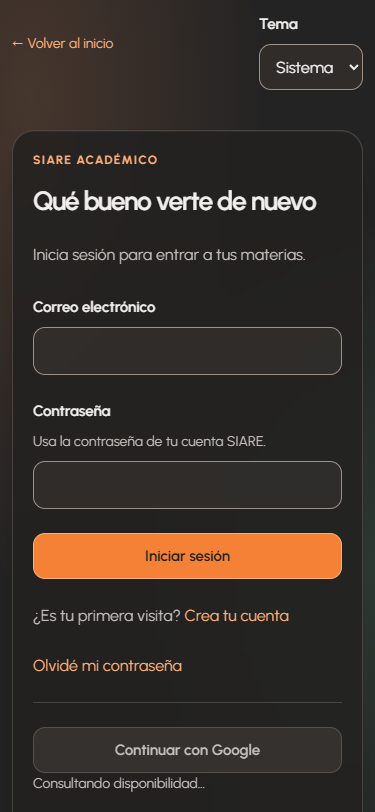 Tema
← Volver al inicio
Sistema
SIARE ACADÉMICO
Qué bueno verte de nuevo
Inicia sesión para entrar a tus materias.
Correo electrónico
Contraseña
Usa la contraseña de tu cuenta SIARE.
Iniciar sesión
¿Es tu primera visita? Crea tu cuenta
Olvidé mi contraseña
Continuar con Google
Consultando disponibilidad...